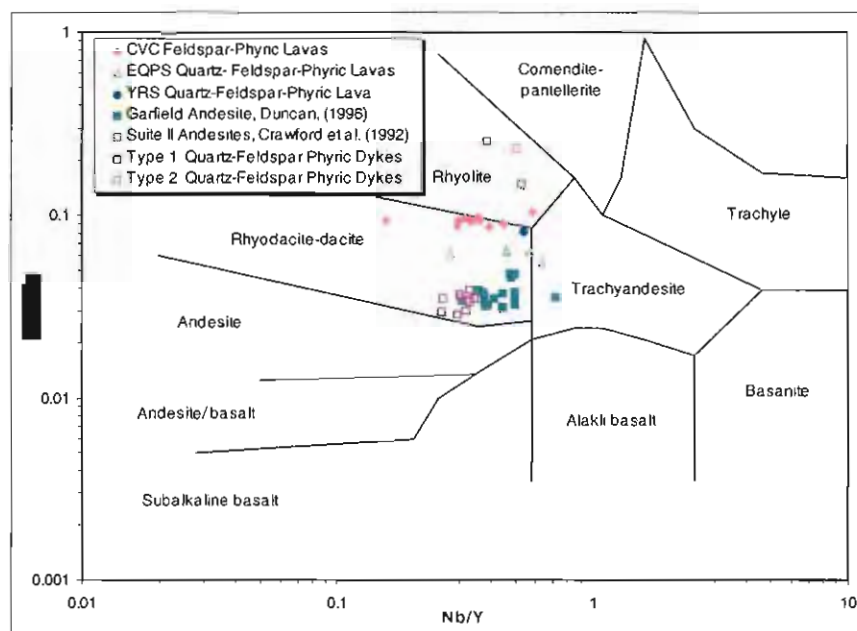 1
CVC Feldspar-Phyric Lavas
EQPS Quartz- Feldspar-Phyric Lavas
YRS Quartz-Feldspar-Phyric Lava
Garfield Andesite, Duncan, (1996)
Suite II Andesites, Crawford et al. (1992)
Type 1 Quartz-Feldspar Phyric Dykes
Type 2 Quartz-Feldspar Phyric Dykes
Comendite-
pantellerite
Rhyolite
0.1
Trachyte
Rhyodacite-dacite
Trachyandesite
Andesite
0.01
Basanite
Andesite/basalt
Alaklı basalt
Subalkaline basalt
0.001
0.01
0.1
1
10
Nb/Y